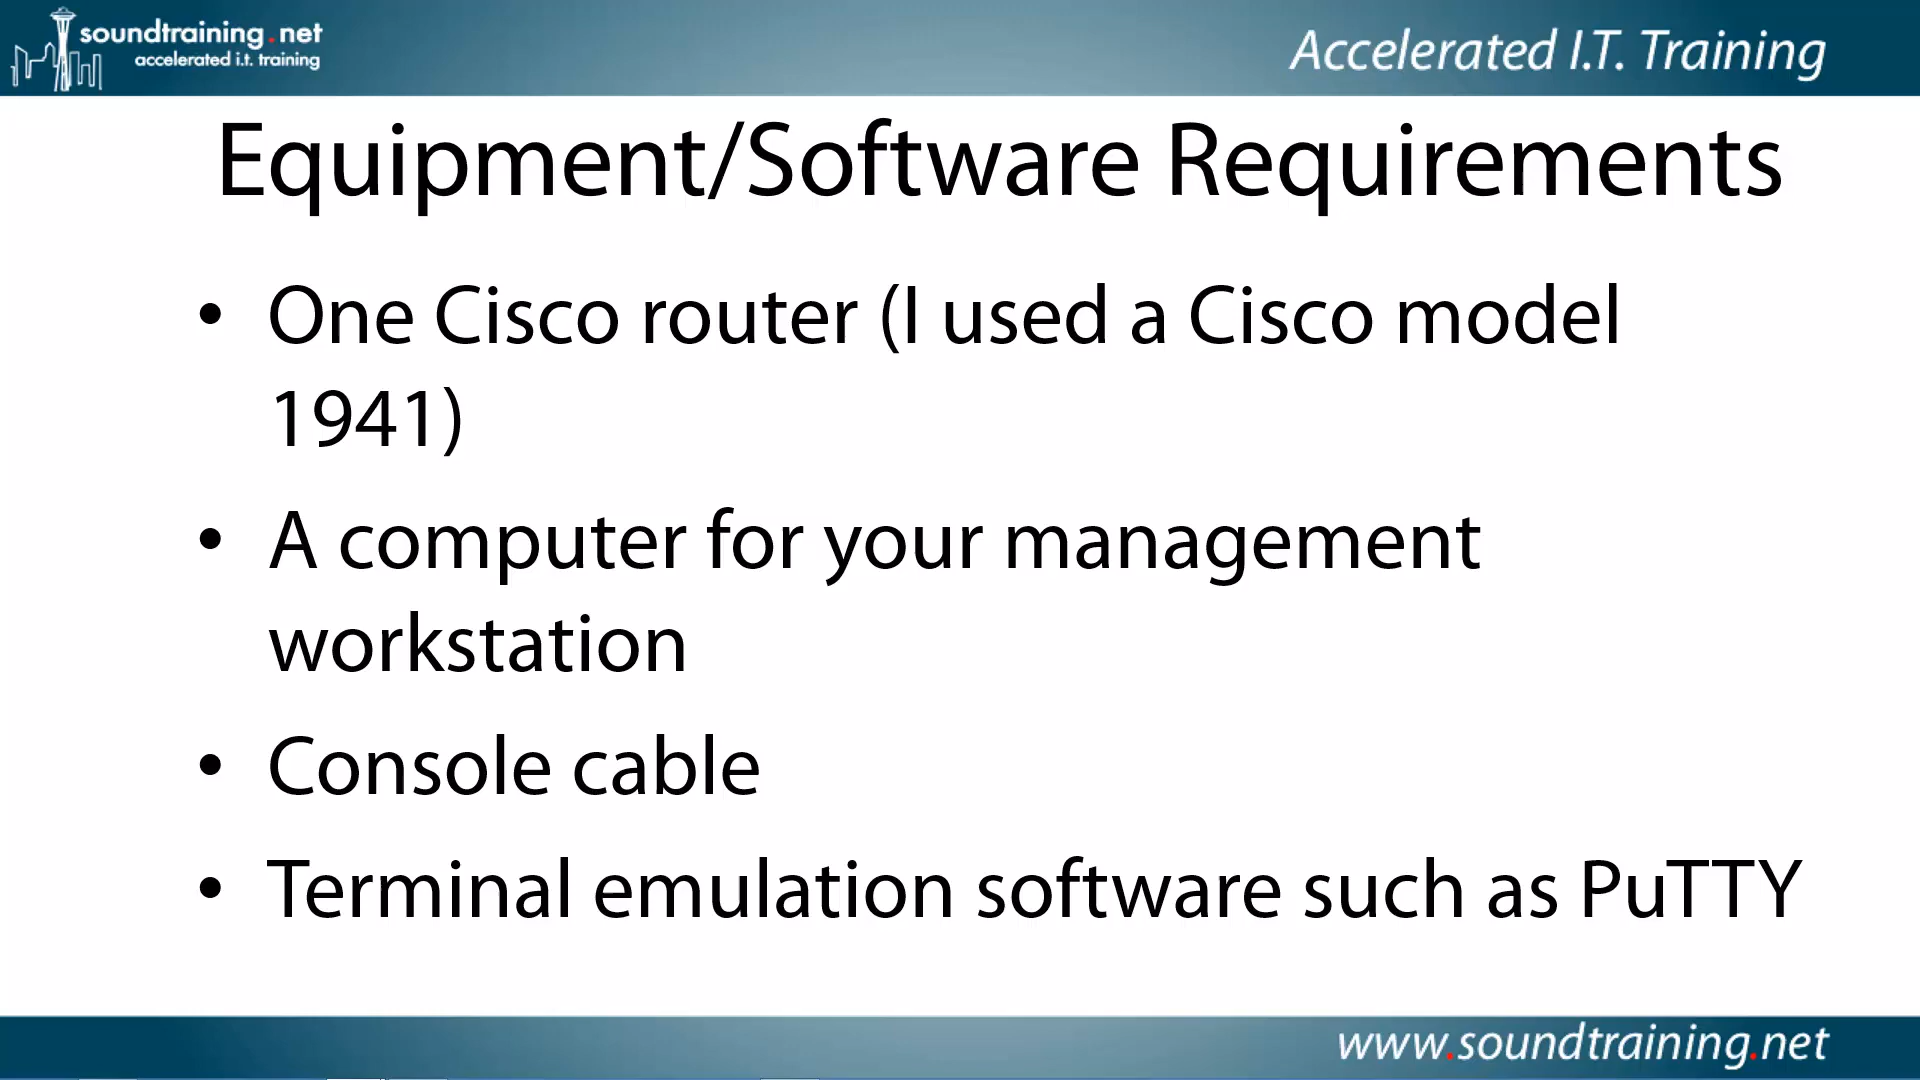 soundtraining.net
accelerated i.t. training
Accelerated I.T. Training
Equipment/Software Requirements
• One Cisco router (I used a Cisco model
1941)
• A computer for your management
workstation
• Console cable
• Terminal emulation software such as PuTTY
www.soundtraining.net